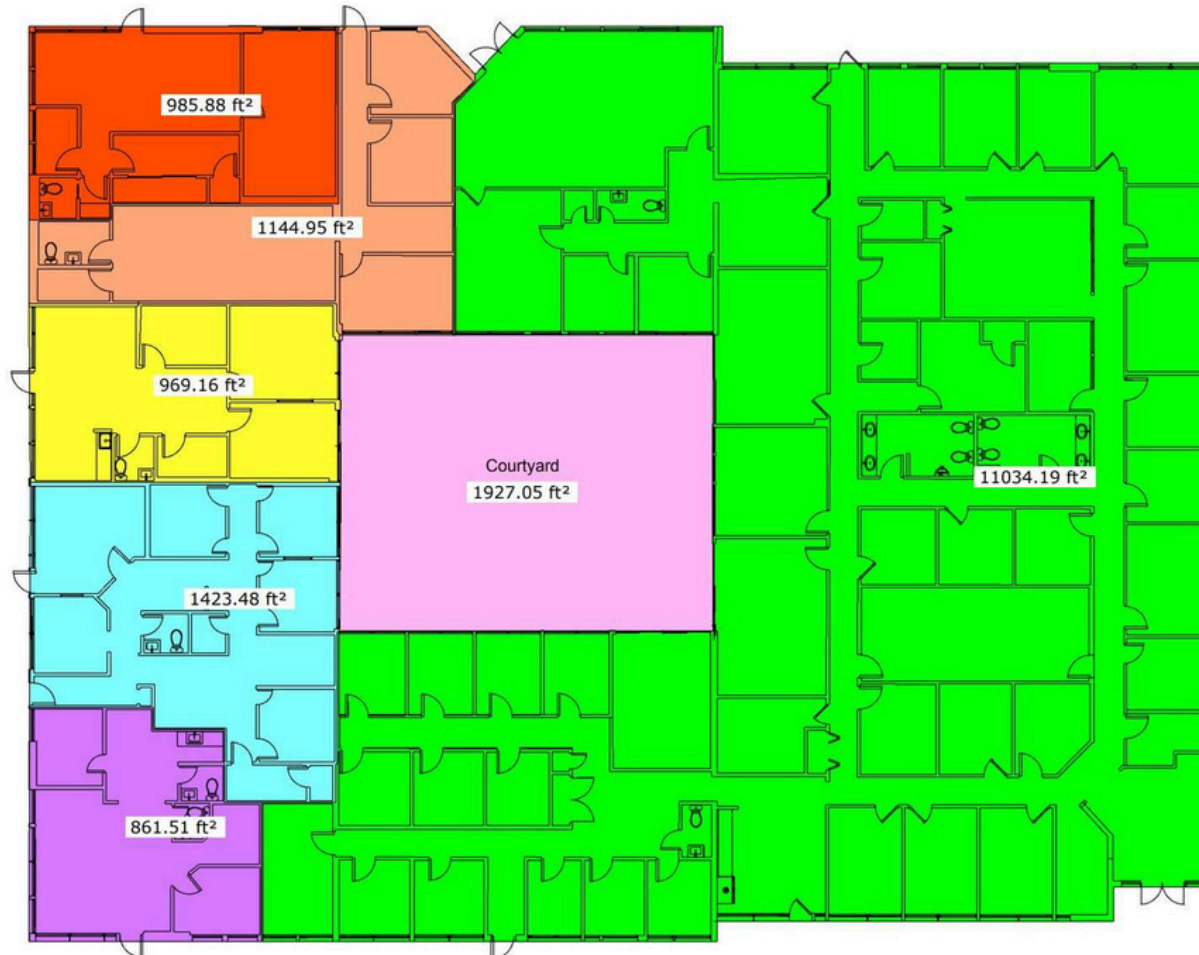 985.88 ft²
1144.95 ft²
969.16 ft²
Courtyard
1927.05 ft²
11034.19 ft²
1423.48 ft²
861.51 ft²